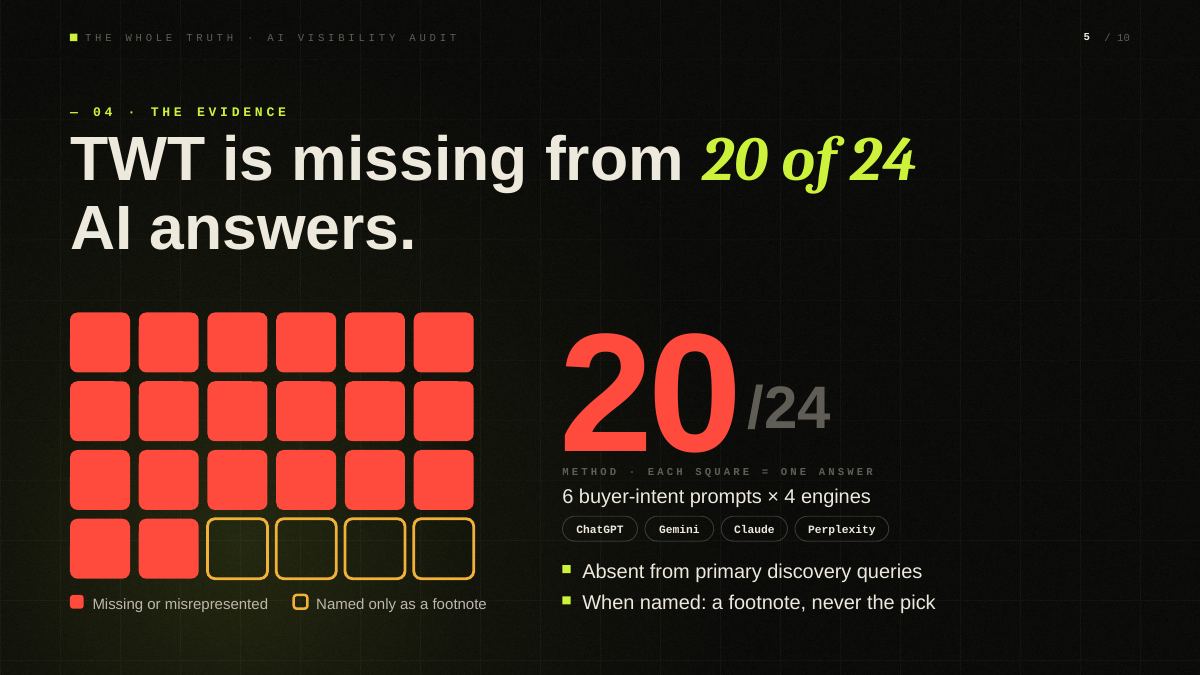 THE WHOLE TRUTH · AI VISIBILITY AUDIT
5 / 10
— 04 · THE EVIDENCE
TWT is missing from 20 of 24
AI answers.
20/24
METHOD · EACH SQUARE = ONE ANSWER
6 buyer-intent prompts × 4 engines
ChatGPT Gemini Claude Perplexity
Absent from primary discovery queries
When named: a footnote, never the pick
Missing or misrepresented
Named only as a footnote